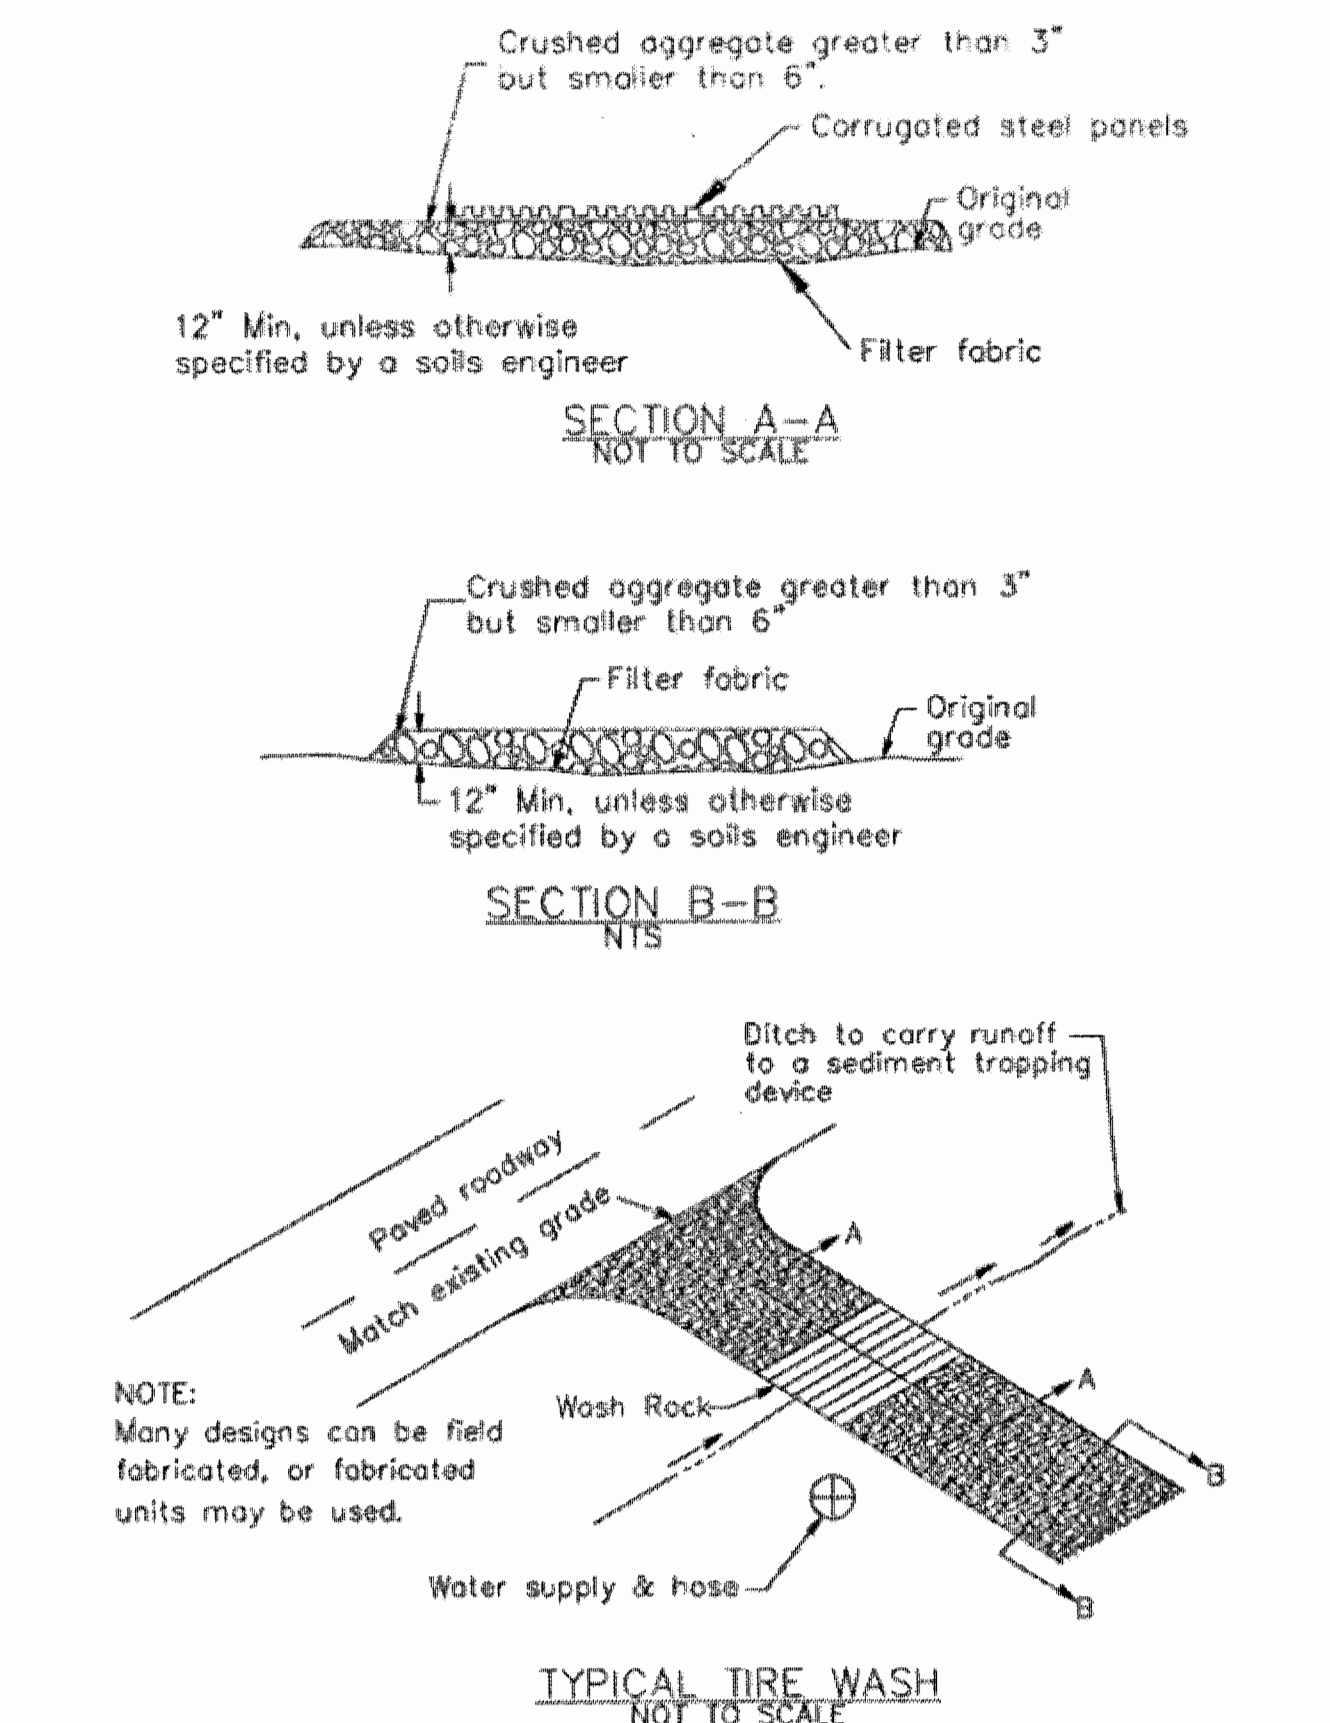 Crushed aggregate greater than 3"
but smaller than 6".
Corrugated steel panels
Original
grade
12" Min, unless otherwise
specified by a soils engineer
Filter fabric
SECTION A-A
NOT TO SCALE
Crushed aggregate greater than 3"
but smaller than 6"
Filter fabric
Original
grade
12" Min, unless otherwise
specified by a soils engineer
SECTION B-B
NTS
Ditch to carry runoff
to a sediment trapping
device
Paved roadway
Match existing grade
A
A
NOTE:
Many designs can be field
fabricated, or fabricated
units may be used.
Wash Rack
B
Water supply & hose
B
TYPICAL TIRE WASH
NOT TO SCALE